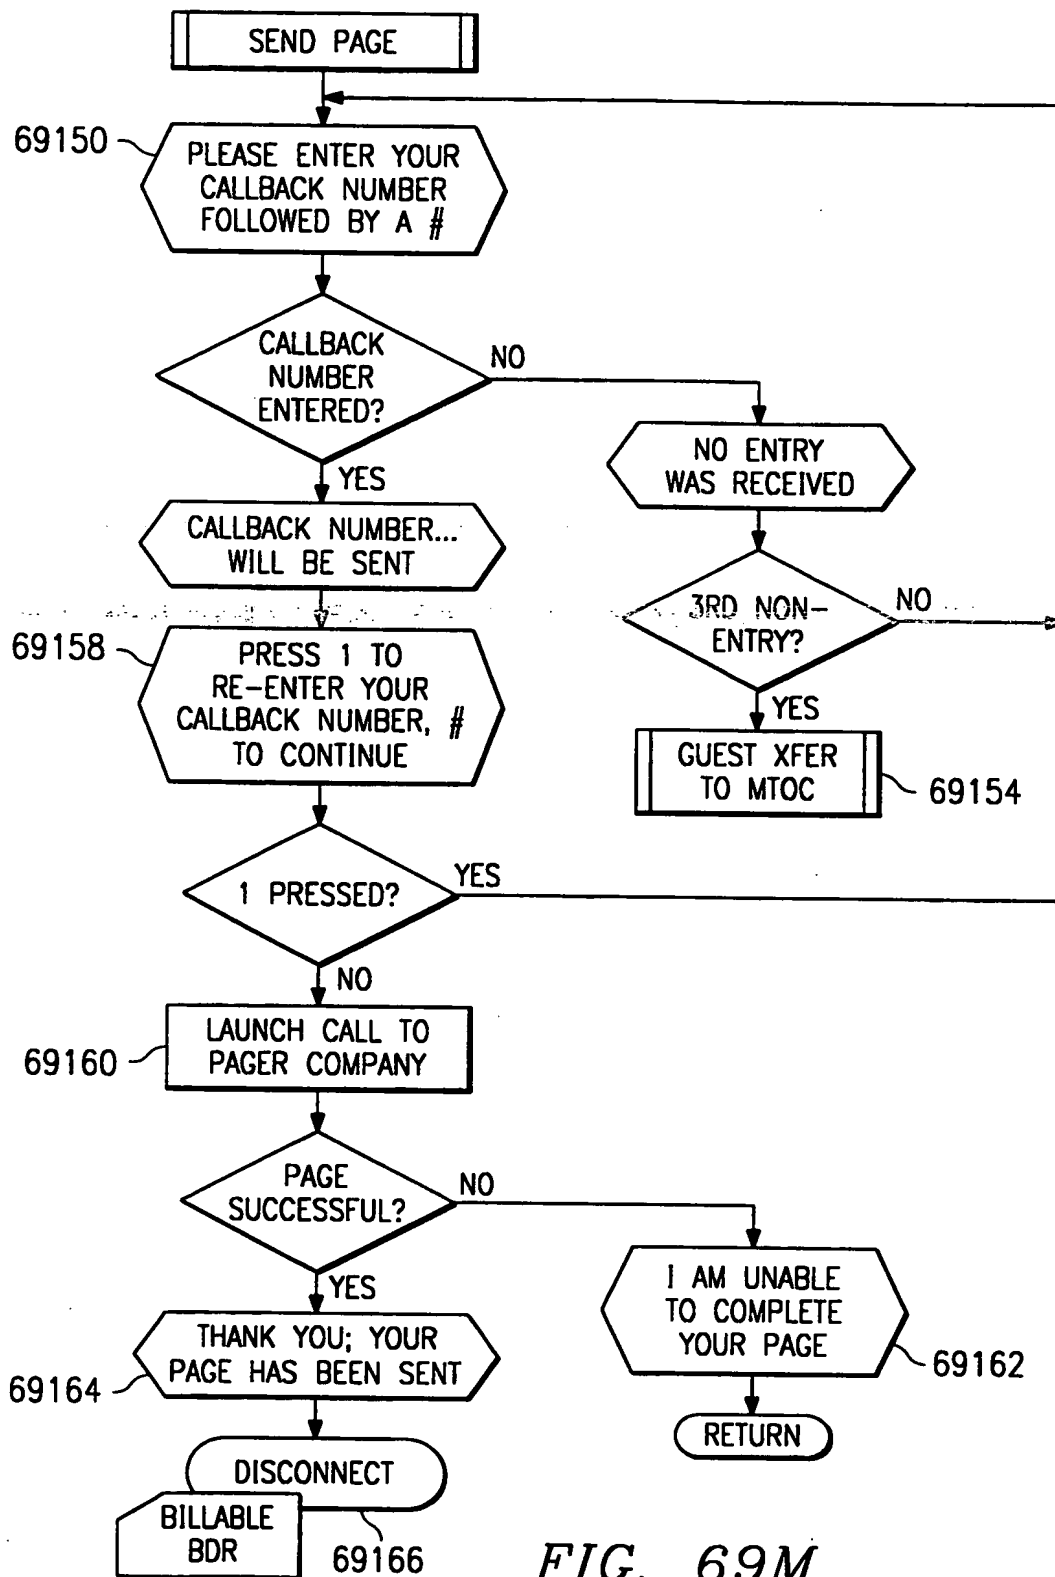 SEND PAGE
69150
PLEASE ENTER YOUR
CALLBACK NUMBER
FOLLOWED BY A #
CALLBACK
NUMBER
ENTERED?
NO
YES
NO ENTRY
WAS RECEIVED
CALLBACK NUMBER...
WILL BE SENT
3RD NON-
ENTRY?
NO
YES
69158
PRESS 1 TO
RE-ENTER YOUR
CALLBACK NUMBER, #
TO CONTINUE
GUEST XFER
TO MTOC
69154
1 PRESSED?
YES
NO
69160
LAUNCH CALL TO
PAGER COMPANY
PAGE
SUCCESSFUL?
NO
YES
I AM UNABLE
TO COMPLETE
YOUR PAGE
69162
THANK YOU; YOUR
PAGE HAS BEEN SENT
69164
RETURN
DISCONNECT
BILLABLE
BDR
69166
FIG. 69M